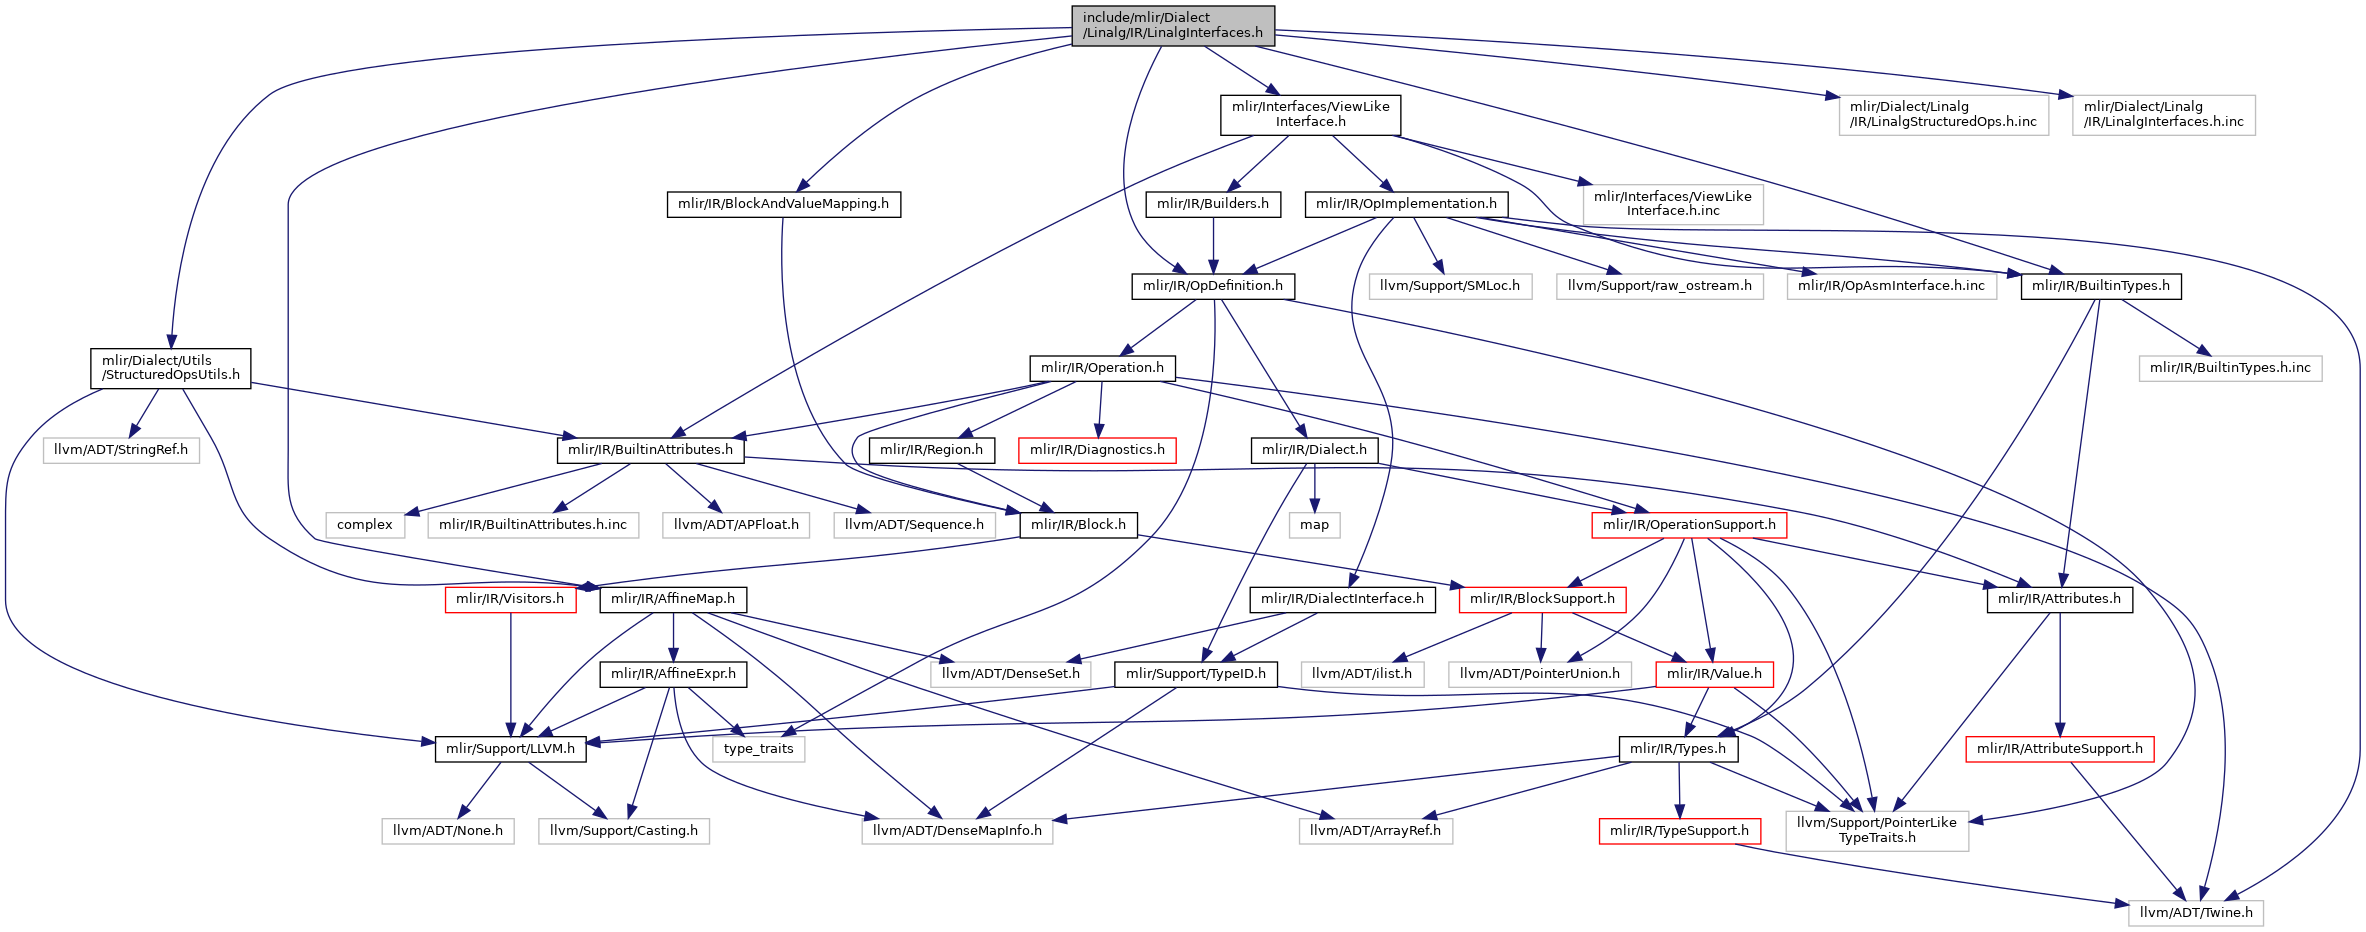 include/mlir/Dialect
/Linalg/IR/LinalgInterfaces.h
mlir/Interfaces/ViewLike
Interface.h
mlir/Dialect/Linalg
/IR/LinalgStructuredOps.h.inc
mlir/Dialect/Linalg
/IR/LinalgInterfaces.h.inc
mlir/IR/BlockAndValueMapping.h
mlir/IR/Builders.h
mlir/IR/OpImplementation.h
mlir/Interfaces/ViewLike
Interface.h.inc
mlir/IR/OpDefinition.h
llvm/Support/SMLoc.h
llvm/Support/raw_ostream.h
mlir/IR/OpAsmInterface.h.inc
mlir/IR/BuiltinTypes.h
mlir/Dialect/Utils
/StructuredOpsUtils.h
mlir/IR/Operation.h
mlir/IR/BuiltinTypes.h.inc
llvm/ADT/StringRef.h
mlir/IR/BuiltinAttributes.h
mlir/IR/Region.h
mlir/IR/Diagnostics.h
mlir/IR/Dialect.h
complex
mlir/IR/BuiltinAttributes.h.inc
llvm/ADT/APFloat.h
llvm/ADT/Sequence.h
mlir/IR/Block.h
map
mlir/IR/OperationSupport.h
mlir/IR/Visitors.h
mlir/IR/AffineMap.h
mlir/IR/DialectInterface.h
mlir/IR/BlockSupport.h
mlir/IR/Attributes.h
mlir/IR/AffineExpr.h
llvm/ADT/DenseSet.h
mlir/Support/TypeID.h
llvm/ADT/ilist.h
llvm/ADT/PointerUnion.h
mlir/IR/Value.h
mlir/Support/LLVM.h
type_traits
mlir/IR/Types.h
mlir/IR/AttributeSupport.h
llvm/ADT/None.h
llvm/Support/Casting.h
llvm/ADT/DenseMapInfo.h
llvm/ADT/ArrayRef.h
mlir/IR/TypeSupport.h
llvm/Support/PointerLike
TypeTraits.h
llvm/ADT/Twine.h